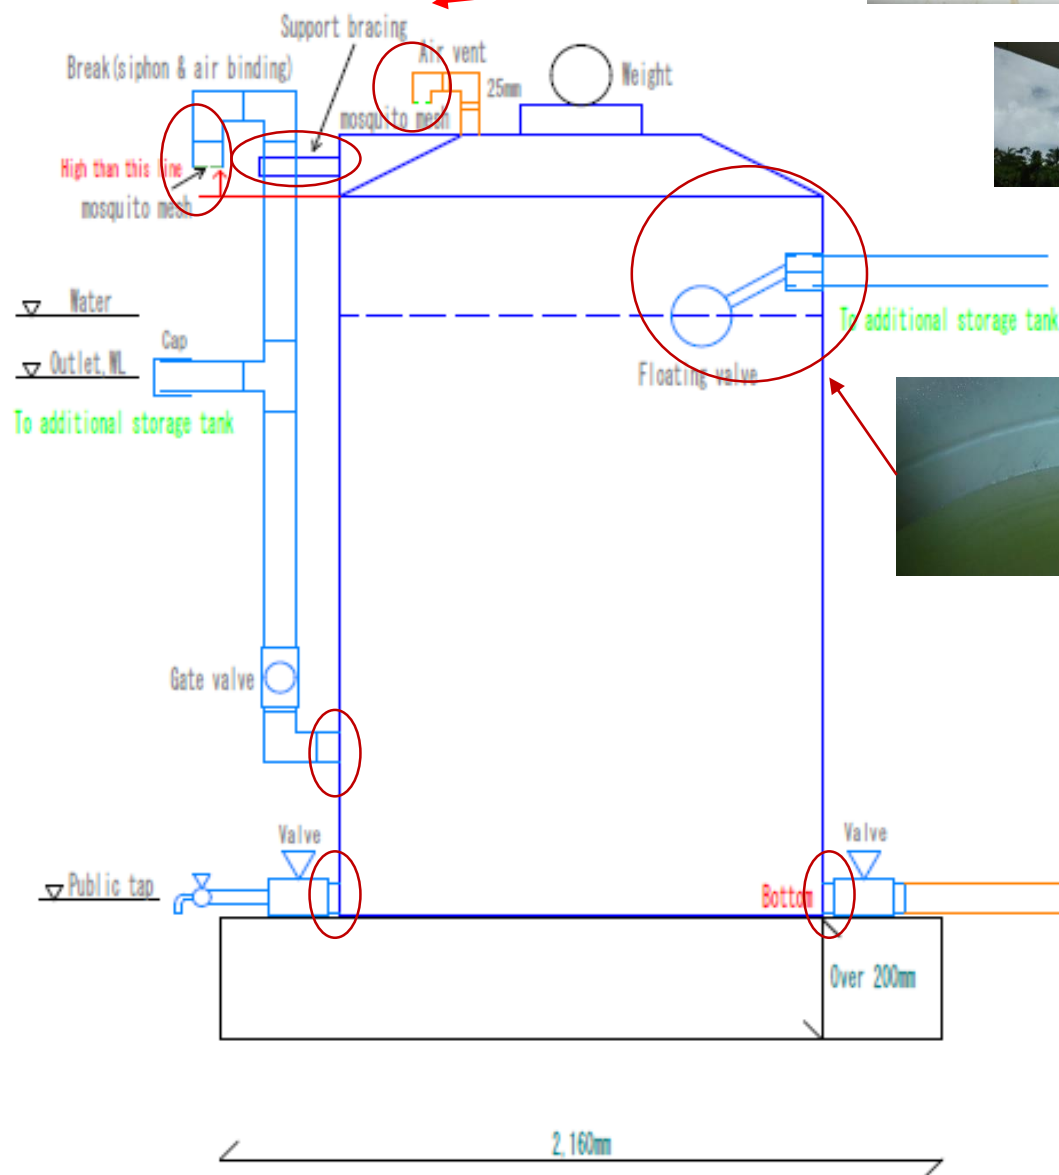 Support bracing
Air vent
Break(siphon & air binding)
Weight
25mm
mosquito mesh
High than this line
mosquito mesh
Water
Cap
Outlet,WL
To additional storage tank
To additional storage tank
Floating valve
Gate valve
Valve
Valve
Public tap
Bottom
Over 200mm
2,160mm